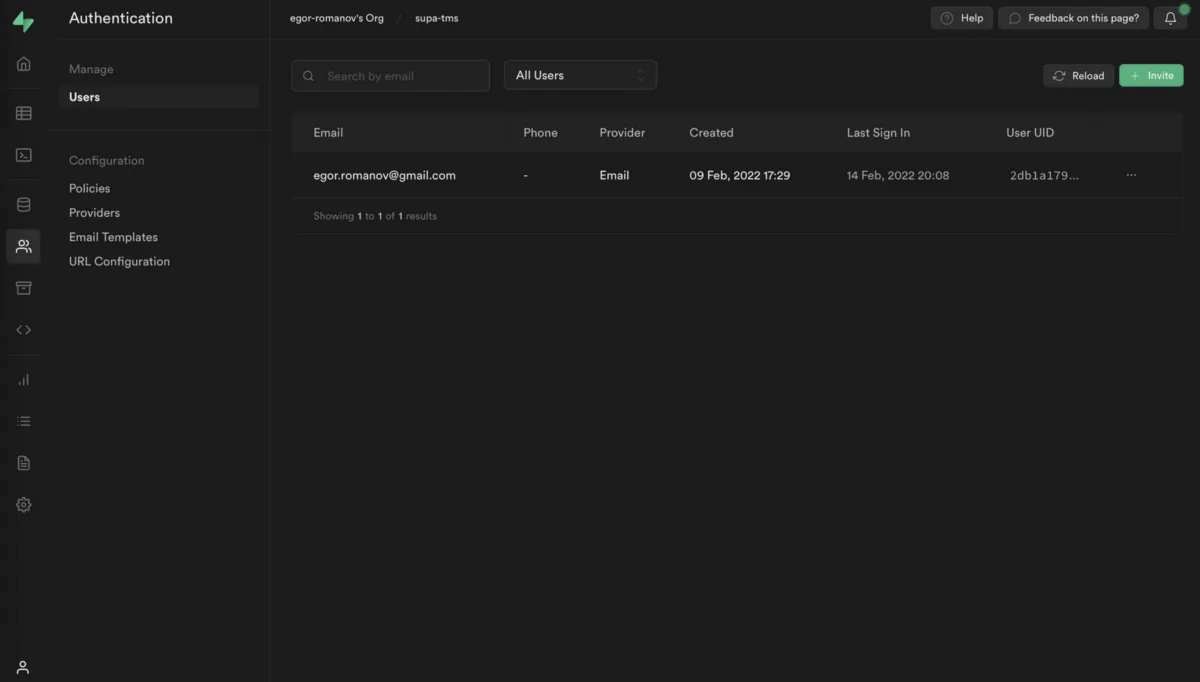 Authentication
egor-romanov's Org / supa-tms
Help
Feedback on this page?
Manage
Users
Configuration
Policies
Providers
Email Templates
URL Configuration
Search by email
All Users
Reload
+ Invite
Email Phone Provider Created Last Sign In User UID
egor.romanov@gmail.com - Email 09 Feb, 2022 17:29 14 Feb, 2022 20:08 2db1a179... ...
Showing 1 to 1 of 1 results